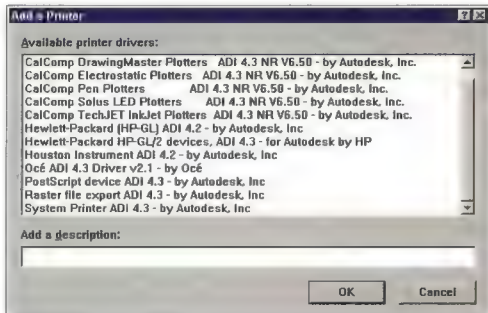 Add a Printer
Available printer drivers:
CalComp DrawingMaster Plotters ADI 4.3 NR V6.50 - by Autodesk, Inc.
CalComp Electrostatic Plotters ADI 4.3 NR V6.50 - by Autodesk, Inc.
CalComp Pen Plotters ADI 4.3 NR V6.50 - by Autodesk, Inc.
CalComp Solus LED Plotters ADI 4.3 NR V6.50 - by Autodesk, Inc.
CalComp TechJET InkJet Plotters ADI 4.3 NR V6.50 - by Autodesk, Inc.
Hewlett-Packard (HP-GL) ADI 4.2 - by Autodesk, Inc
Hewlett-Packard HP-GL/2 devices, ADI 4.3 - for Autodesk by HP
Houston Instrument ADI 4.2 - by Autodesk, Inc
Océ ADI 4.3 Driver v2.1 - by Océ
PostScript device ADI 4.3 - by Autodesk, Inc
Raster file export ADI 4.3 - by Autodesk, Inc
System Printer ADI 4.3 - by Autodesk, Inc
Add a description:
OK Cancel